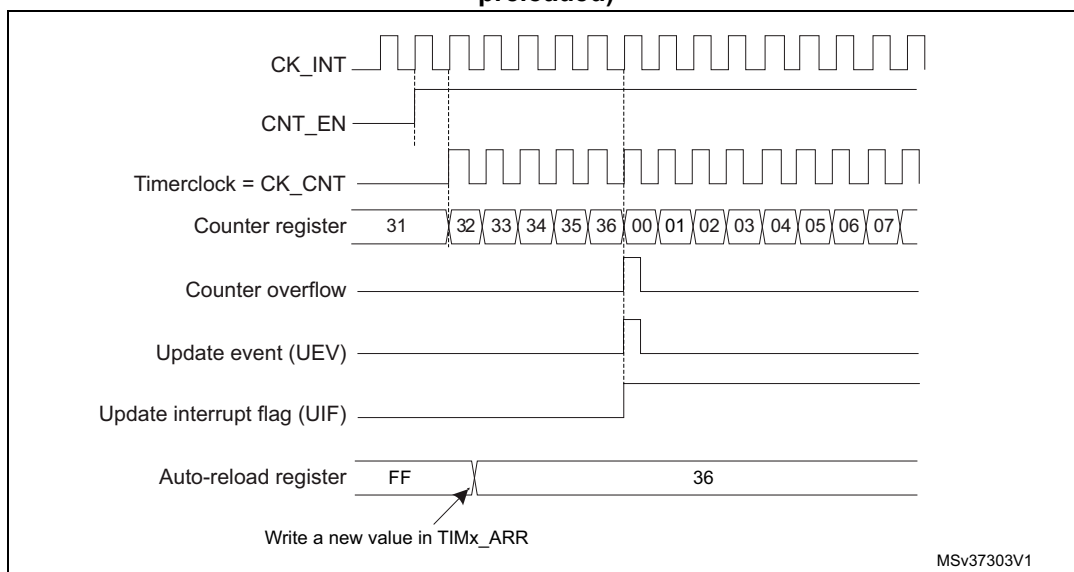 preloaded)
CK_INT
CNT_EN
Timerclock = CK_CNT
Counter register 31 32 33 34 35 36 00 01 02 03 04 05 06 07
Counter overflow
Update event (UEV)
Update interrupt flag (UIF)
Auto-reload register FF 36
Write a new value in TIMx_ARR
MSv37303V1